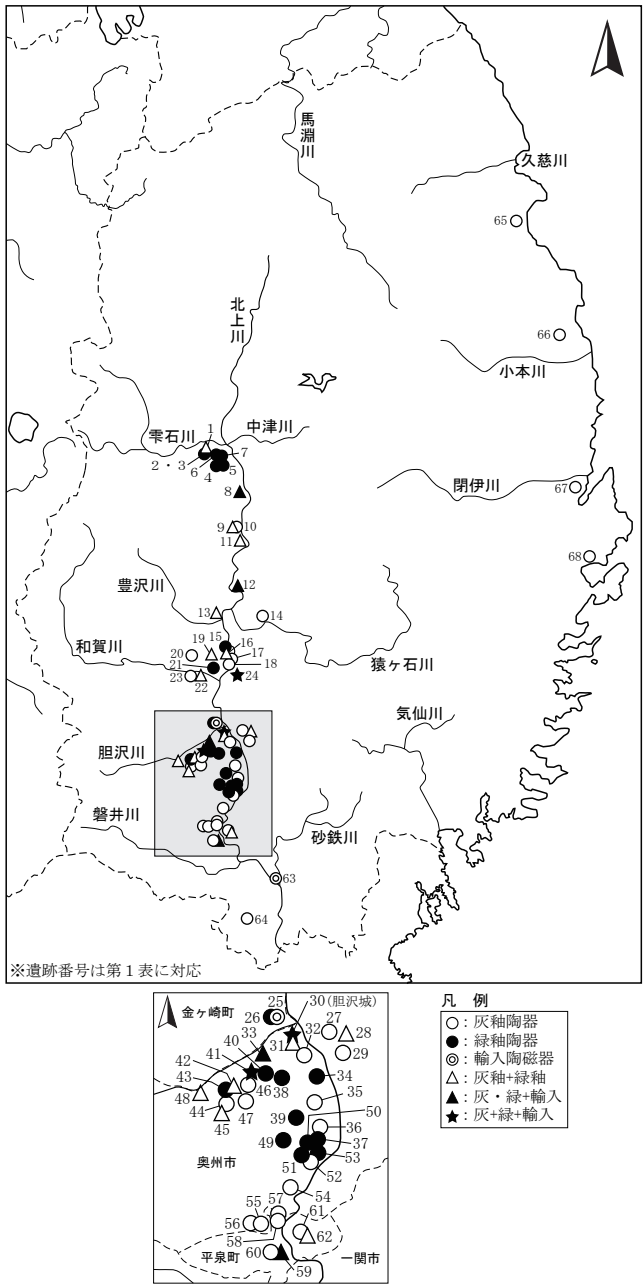 馬淵川
久慈川
65
66
小本川
北上川
雫石川
1
中津川
2・3
6
4
5
7
8
閉伊川
67
9
10
11
68
豊沢川
12
13
14
和賀川
19
15
16
20
17
21
18
23
22
24
猿ヶ石川
気仙川
胆沢川
磐井川
砂鉄川
63
64
※遺跡番号は第1表に対応
金ヶ崎町
25
26
30(胆沢城)
27
33
31
32
28
40
29
42
41
43
46
38
34
48
35
44
47
50
45
39
36
49
37
53
奥州市
51
52
54
57
55
61
56
58
62
平泉町
60
59
一関市
凡 例
○:灰釉陶器
●:緑釉陶器
◎:輸入陶磁器
△:灰釉+緑釉
▲:灰・緑+輸入
★:灰+緑+輸入